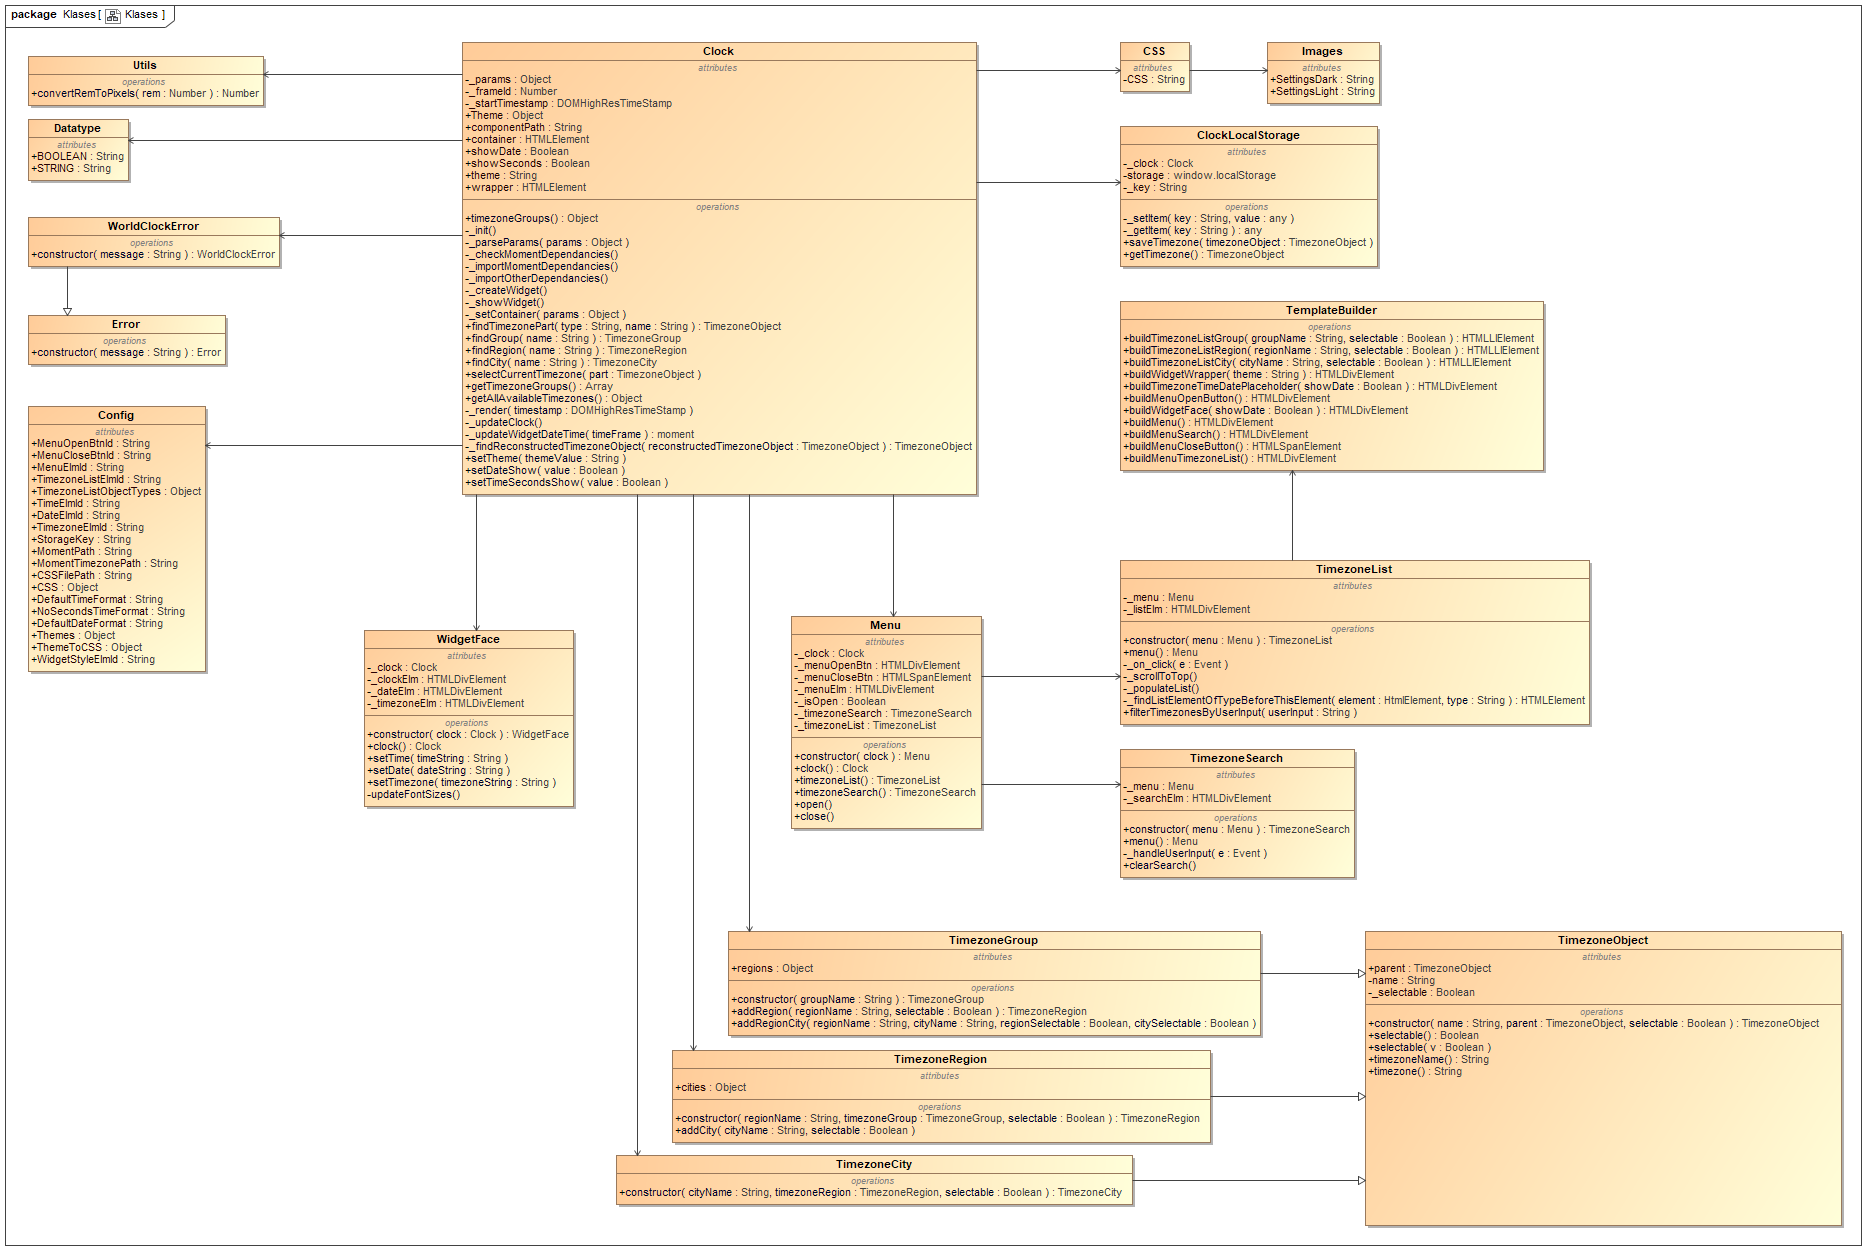 package Klases [ Klases ]
Utils
operations
+convertRemToPixels( rem : Number ) : Number
Datatype
attributes
+BOOLEAN : String
+STRING : String
WorldClockError
operations
+constructor( message : String ) : WorldClockError
Error
operations
+constructor( message : String ) : Error
Config
attributes
+MenuOpenBtnId : String
+MenuCloseBtnId : String
+MenuElmId : String
+TimezoneListElmId : String
+TimezoneListObjectTypes : Object
+TimeElmId : String
+DateElmId : String
+TimezoneElmId : String
+StorageKey : String
+MomentPath : String
+MomentTimezonePath : String
+CSSFilePath : String
+CSS : Object
+DefaultTimeFormat : String
+NoSecondsTimeFormat : String
+DefaultDateFormat : String
+Themes : Object
+ThemeToCSS : Object
+WidgetStyleElmId : String
Clock
attributes
-_params : Object
-_frameId : Number
-_startTimestamp : DOMHighResTimeStamp
+Theme : Object
+componentPath : String
+container : HTMLElement
+showDate : Boolean
+showSeconds : Boolean
+theme : String
+wrapper : HTMLElement
operations
+timezoneGroups() : Object
-_init()
-_parseParams( params : Object )
-_checkMomentDependancies()
-_importMomentDependancies()
-_importOtherDependancies()
-_createWidget()
-_showWidget()
-_setContainer( params : Object )
+findTimezonePart( type : String, name : String ) : TimezoneObject
+findGroup( name : String ) : TimezoneGroup
+findRegion( name : String ) : TimezoneRegion
+findCity( name : String ) : TimezoneCity
+selectCurrentTimezone( part : TimezoneObject )
+getTimezoneGroups() : Array
+getAllAvailableTimezones() : Object
-_render( timestamp : DOMHighResTimeStamp )
-_updateClock()
-_updateWidgetDateTime( timeFrame ) : moment
-_findReconstructedTimezoneObject( reconstructedTimezoneObject : TimezoneObject ) : TimezoneObject
+setTheme( themeValue : String )
+setDateShow( value : Boolean )
+setTimeSecondsShow( value : Boolean )
CSS
attributes
-CSS : String
Images
attributes
+SettingsDark : String
+SettingsLight : String
ClockLocalStorage
attributes
-_clock : Clock
-storage : window.localStorage
-_key : String
operations
-_setItem( key : String, value : any )
-_getItem( key : String ) : any
+saveTimezone( timezoneObject : TimezoneObject )
+getTimezone() : TimezoneObject
TemplateBuilder
operations
+buildTimezoneListGroup( groupName : String, selectable : Boolean ) : HTMLLIElement
+buildTimezoneListRegion( regionName : String, selectable : Boolean ) : HTMLLIElement
+buildTimezoneListCity( cityName : String, selectable : Boolean ) : HTMLLIElement
+buildWidgetWrapper( theme : String ) : HTMLDivElement
+buildTimezoneTimeDatePlaceholder( showDate : Boolean ) : HTMLDivElement
+buildMenuOpenButton() : HTMLDivElement
+buildWidgetFace( showDate : Boolean ) : HTMLDivElement
+buildMenu() : HTMLDivElement
+buildMenuSearch() : HTMLDivElement
+buildMenuCloseButton() : HTMLSpanElement
+buildMenuTimezoneList() : HTMLDivElement
TimezoneList
attributes
-_menu : Menu
-_listElm : HTMLDivElement
operations
+constructor( menu : Menu ) : TimezoneList
+menu() : Menu
-_on_click( e : Event )
-_scrollToTop()
-_populateList()
-_findListElementOfTypeBeforeThisElement( element : HtmlElement, type : String ) : HTMLElement
+filterTimezonesByUserInput( userInput : String )
WidgetFace
attributes
-_clock : Clock
-_clockElm : HTMLDivElement
-_dateElm : HTMLDivElement
-_timezoneElm : HTMLDivElement
operations
+constructor( clock : Clock ) : WidgetFace
+clock() : Clock
+setTime( timeString : String )
+setDate( dateString : String )
+setTimezone( timezoneString : String )
-updateFontSizes()
Menu
attributes
-_clock : Clock
-_menuOpenBtn : HTMLDivElement
-_menuCloseBtn : HTMLSpanElement
-_menuElm : HTMLDivElement
-_isOpen : Boolean
-_timezoneSearch : TimezoneSearch
-_timezoneList : TimezoneList
operations
+constructor( clock ) : Menu
+clock() : Clock
+timezoneList() : TimezoneList
+timezoneSearch() : TimezoneSearch
+open()
+close()
TimezoneSearch
attributes
-_menu : Menu
-_searchElm : HTMLDivElement
operations
+constructor( menu : Menu ) : TimezoneSearch
+menu() : Menu
-_handleUserInput( e : Event )
+clearSearch()
TimezoneGroup
attributes
+regions : Object
operations
+constructor( groupName : String ) : TimezoneGroup
+addRegion( regionName : String, selectable : Boolean ) : TimezoneRegion
+addRegionCity( regionName : String, cityName : String, regionSelectable : Boolean, citySelectable : Boolean )
TimezoneRegion
attributes
+cities : Object
operations
+constructor( regionName : String, timezoneGroup : TimezoneGroup, selectable : Boolean ) : TimezoneRegion
+addCity( cityName : String, selectable : Boolean )
TimezoneCity
operations
+constructor( cityName : String, timezoneRegion : TimezoneRegion, selectable : Boolean ) : TimezoneCity
TimezoneObject
attributes
+parent : TimezoneObject
-name : String
-_selectable : Boolean
operations
+constructor( name : String, parent : TimezoneObject, selectable : Boolean ) : TimezoneObject
+selectable() : Boolean
+selectable( v : Boolean )
+timezoneName() : String
+timezone() : String